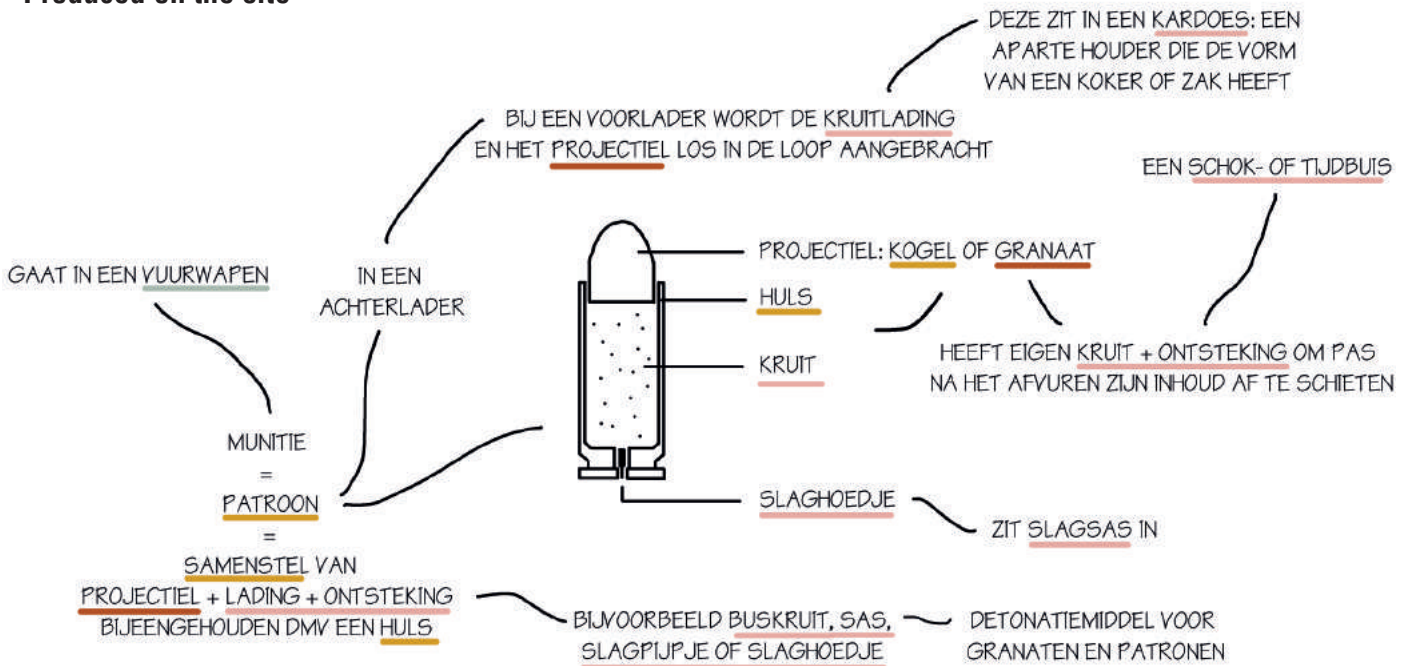 DEZE ZIT IN EEN KARDOES: EEN
APARTE HOUDER DIE DE VORM
VAN EEN KOKER OF ZAK HEEFT
BIJ EEN VOORLADER WORDT DE KRUITLADING
EN HET PROJECTIEL LOS IN DE LOOP AANGEBRACHT
EEN SCHOK- OF TIJDBUIS
GAAT IN EEN VUURWAPEN
IN EEN
ACHTERLADER
PROJECTIEL: KOGEL OF GRANAAT
HULS
KRUIT
HEEFT EIGEN KRUIT + ONTSTEKING OM PAS
NA HET AFVUREN ZIJN INHOUD AF TE SCHIETEN
MUNITIE
=
PATROON
=
SAMENSTEL VAN
PROJECTIEL + LADING + ONTSTEKING
BIJEENGEHOUDEN DMV EEN HULS
SLAGHOEDJE
ZIT SLAGSAS IN
BIJVOORBEELD BUSKRUIT, SAS,
SLAGPIJPJE OF SLAGHOEDJE
DETONATIEMIDDEL VOOR
GRANATEN EN PATRONEN